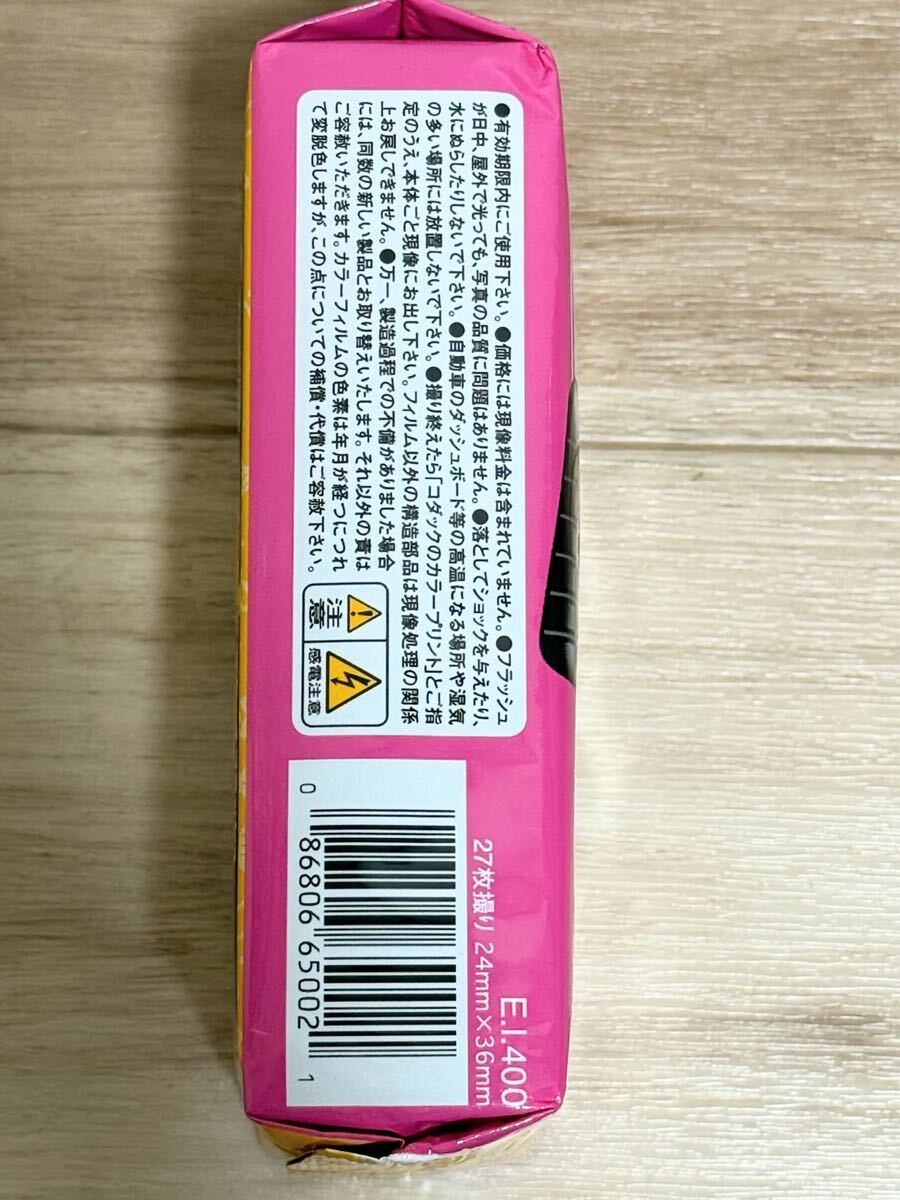 ●有効期限内にご使用下さい。●価格には現像料金は含まれていません。●フラッシュ
が日中、屋外で光っても、写真の品質に問題はありません。●落としてショックを与えたり、
水にぬらしたりしないで下さい。●自動車のダッシュボード等の高温になる場所や湿気
の多い場所には放置しないで下さい。●撮り終えたら「コダックのカラープリント」とご指
定のうえ、本体ごと現像にお出し下さい。フィルム以外の構造部品は現像処理の関係
上お戻しできません。●万一、製造過程での不備がありました場合
には、同数の新しい製品とお取り替えいたします。それ以外の責は
ご容赦いただきます。カラーフィルムの色素は年月が経つにつれ
て変脱色しますが、この点についての補償・代償はご容赦下さい。
注意
感電注意
27枚撮り 24mm×36mm
E.I.400
0 86806 65002 1